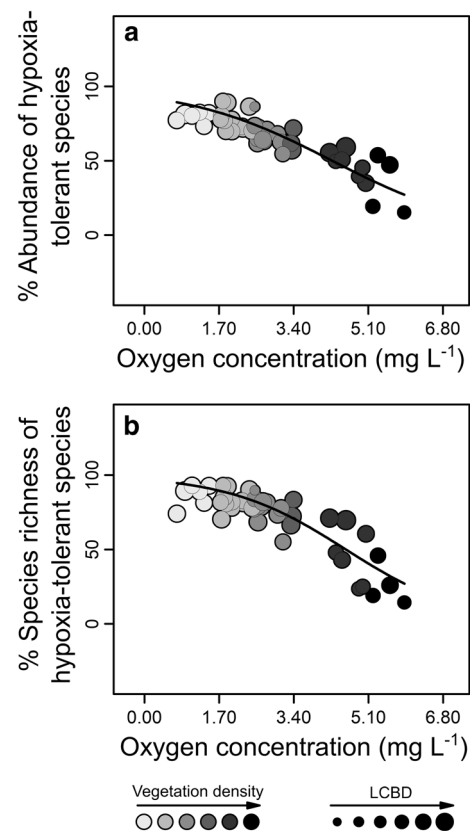 a
% Abundance of hypoxia-
tolerant species
100
50
0
0.00 1.70 3.40 5.10 6.80
Oxygen concentration (mg L⁻¹)
b
% Species richness of
hypoxia-tolerant species
100
50
0
0.00 1.70 3.40 5.10 6.80
Oxygen concentration (mg L⁻¹)
Vegetation density
LCBD